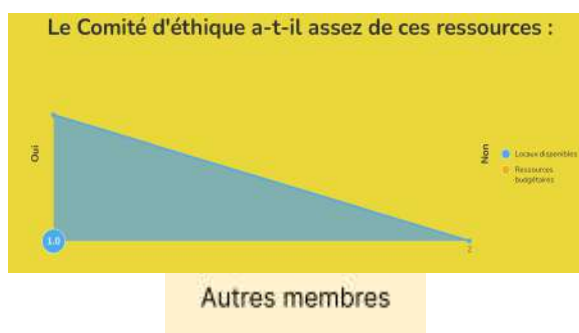 Le Comité d'éthique a-t-il assez de ces ressources :
Oui
Non
Locaux disponibles
Ressources
budgétaires
1.0
2
Autres membres